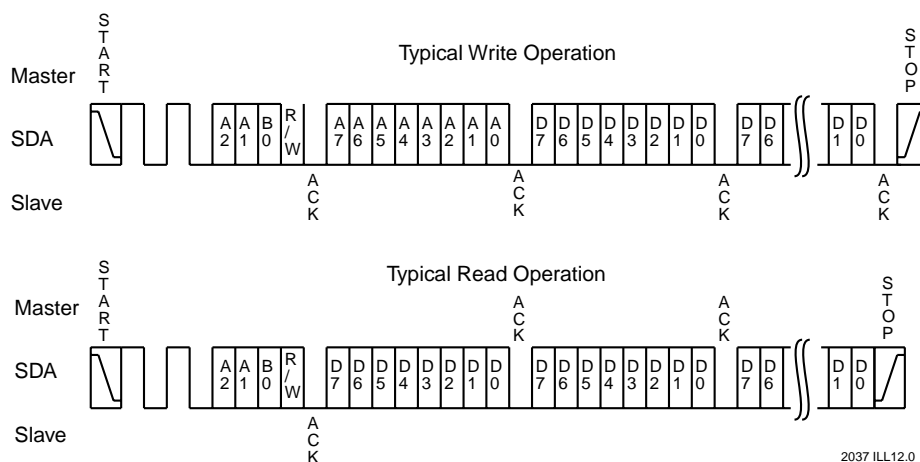 START
Typical Write Operation
STOP
Master
SDA
A2 A1 B0 R/W A7 A6 A5 A4 A3 A2 A1 A0 D7 D6 D5 D4 D3 D2 D1 D0 D7 D6 D1 D0
ACK ACK ACK ACK
Slave
START
Typical Read Operation
STOP
Master
ACK ACK
SDA
A2 A1 B0 R/W D7 D6 D5 D4 D3 D2 D1 D0 D7 D6 D5 D4 D3 D2 D1 D0 D7 D6 D1 D0
Slave
ACK
2037 ILL12.0